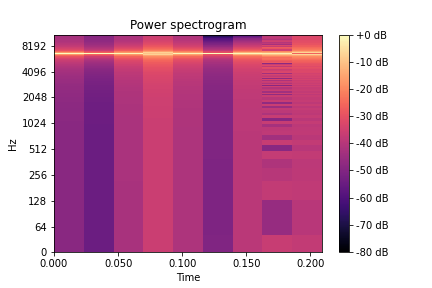 Power spectrogram
Hz
8192
4096
2048
1024
512
256
128
64
0
0.000 0.050 0.100 0.150 0.200
Time
+0 dB
-10 dB
-20 dB
-30 dB
-40 dB
-50 dB
-60 dB
-70 dB
-80 dB